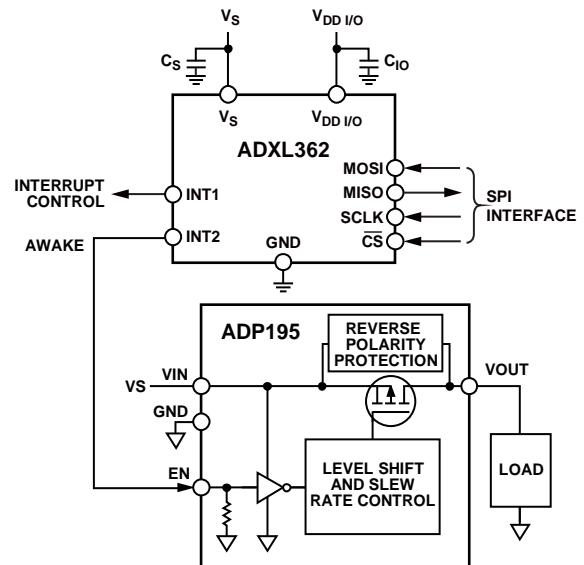 VS
VDD I/O
CS
CIO
VS
VDD I/O
ADXL362
MOSI
MISO
SCLK
CS
SPI
INTERFACE
INTERRUPT
CONTROL
INT1
AWAKE
INT2
GND
ADP195
REVERSE
POLARITY
PROTECTION
VOUT
VS
VIN
GND
EN
LEVEL SHIFT
AND SLEW
RATE CONTROL
LOAD